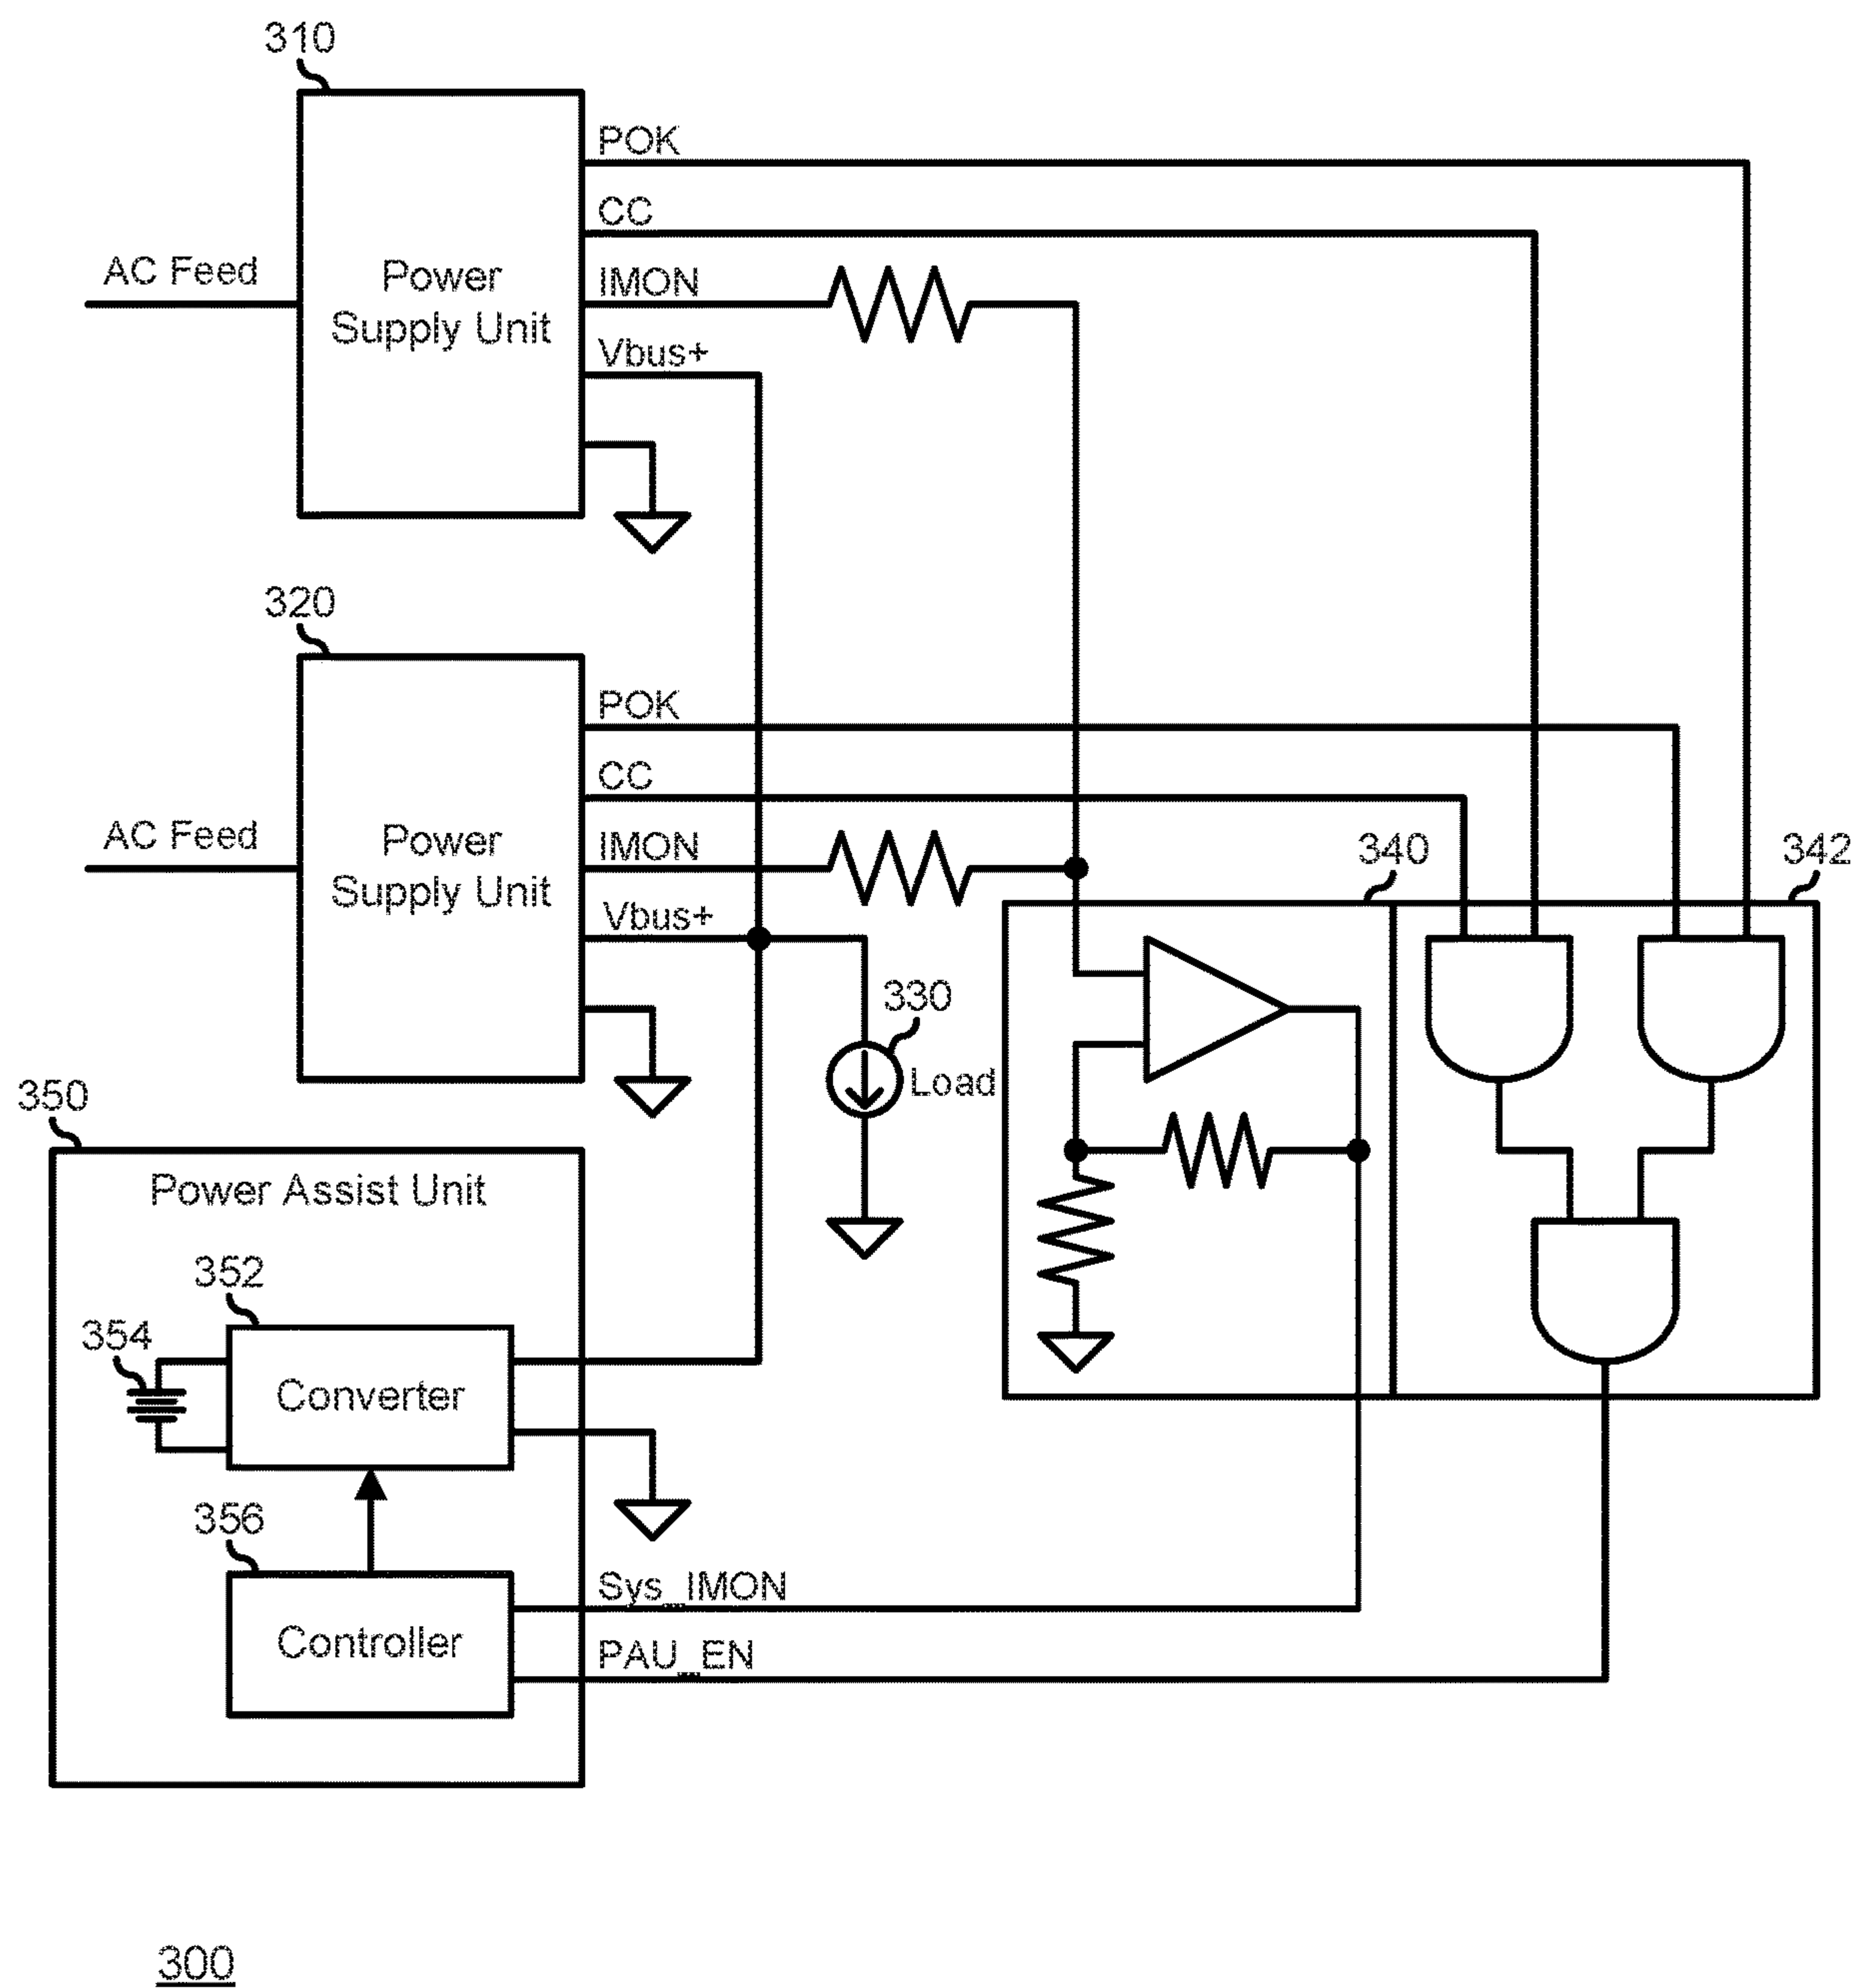 310
POK
CC
AC Feed
Power
Supply Unit
IMON
Vbus+
320
POK
CC
AC Feed
Power
Supply Unit
IMON
Vbus+
340
342
330
Load
350
Power Assist Unit
352
354
Converter
356
Controller
Sys_IMON
PAU_EN
300